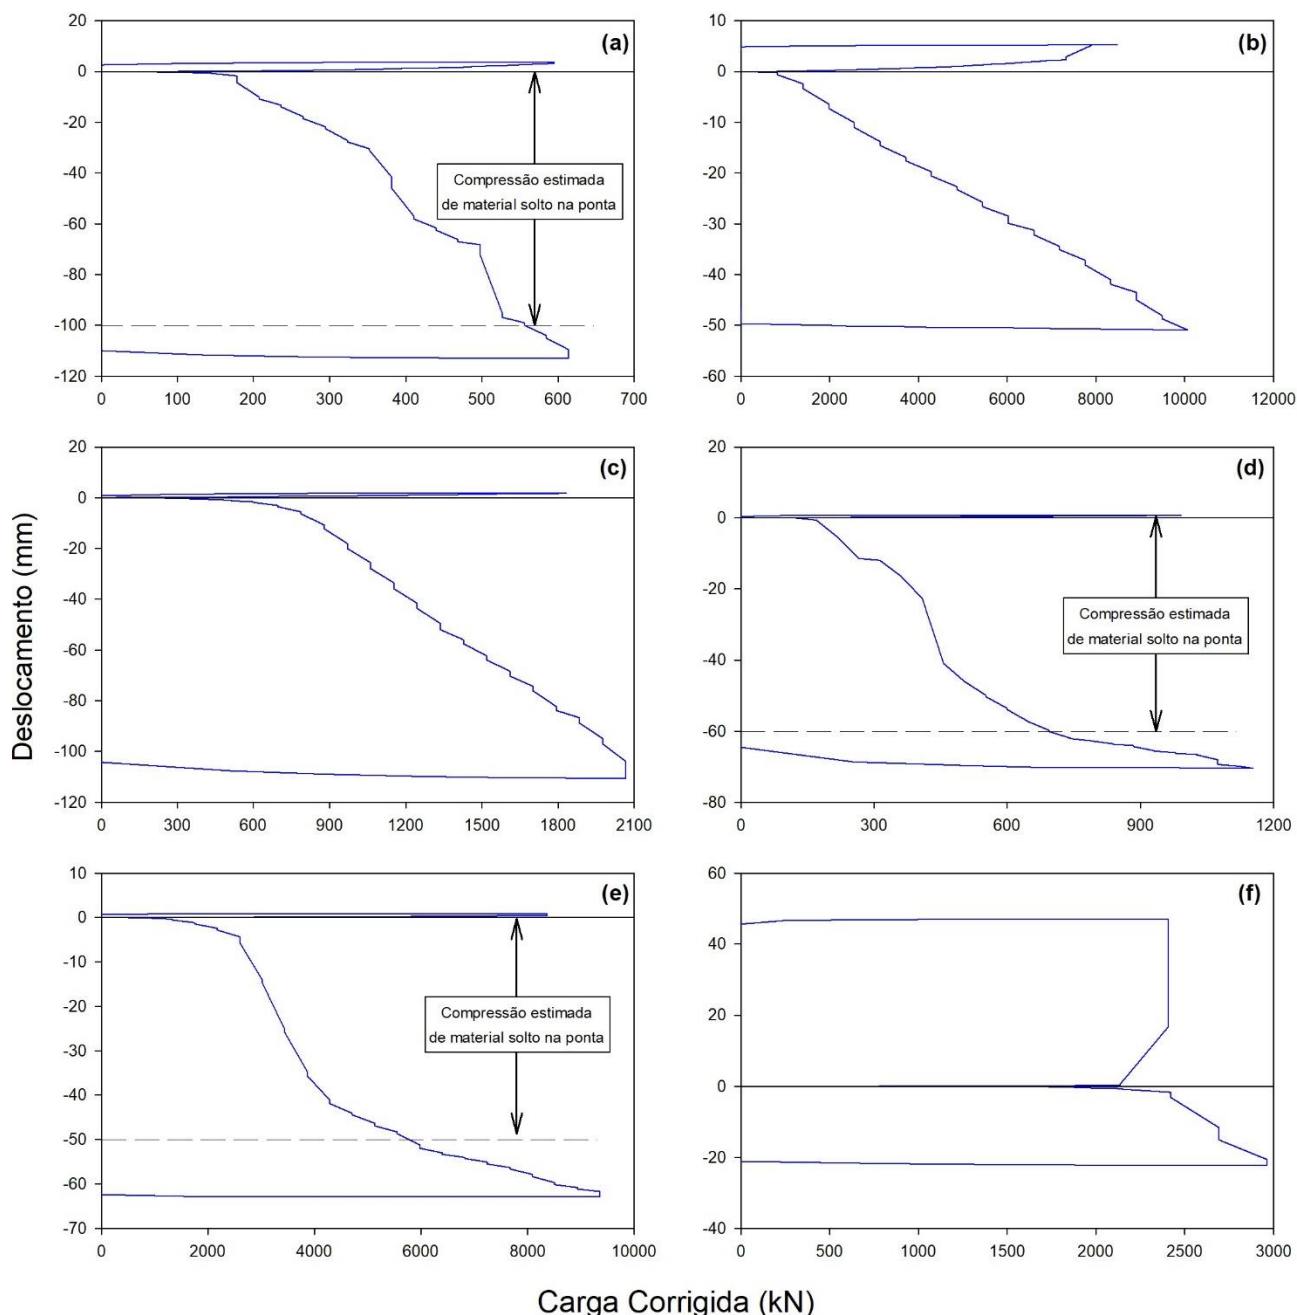 20
(a)
0
-20
Compressão estimada
de material solto na ponta
-40
-60
-80
-100
-120
0 100 200 300 400 500 600 700
10
(b)
5
0
-10
-20
-30
-40
-50
-60
0 2000 4000 6000 8000 10000 12000
20
(c)
0
-20
-40
-60
-80
-100
-120
0 300 600 900 1200 1500 1800 2100
20
(d)
0
Compressão estimada
de material solto na ponta
-20
-40
-60
-80
0 300 600 900 1200
10
(e)
0
-10
-20
Compressão estimada
de material solto na ponta
-30
-40
-50
-60
-70
0 2000 4000 6000 8000 10000
60
(f)
40
20
0
-20
-40
0 500 1000 1500 2000 2500 3000
Deslocamento (mm)
Carga Corrigida (kN)